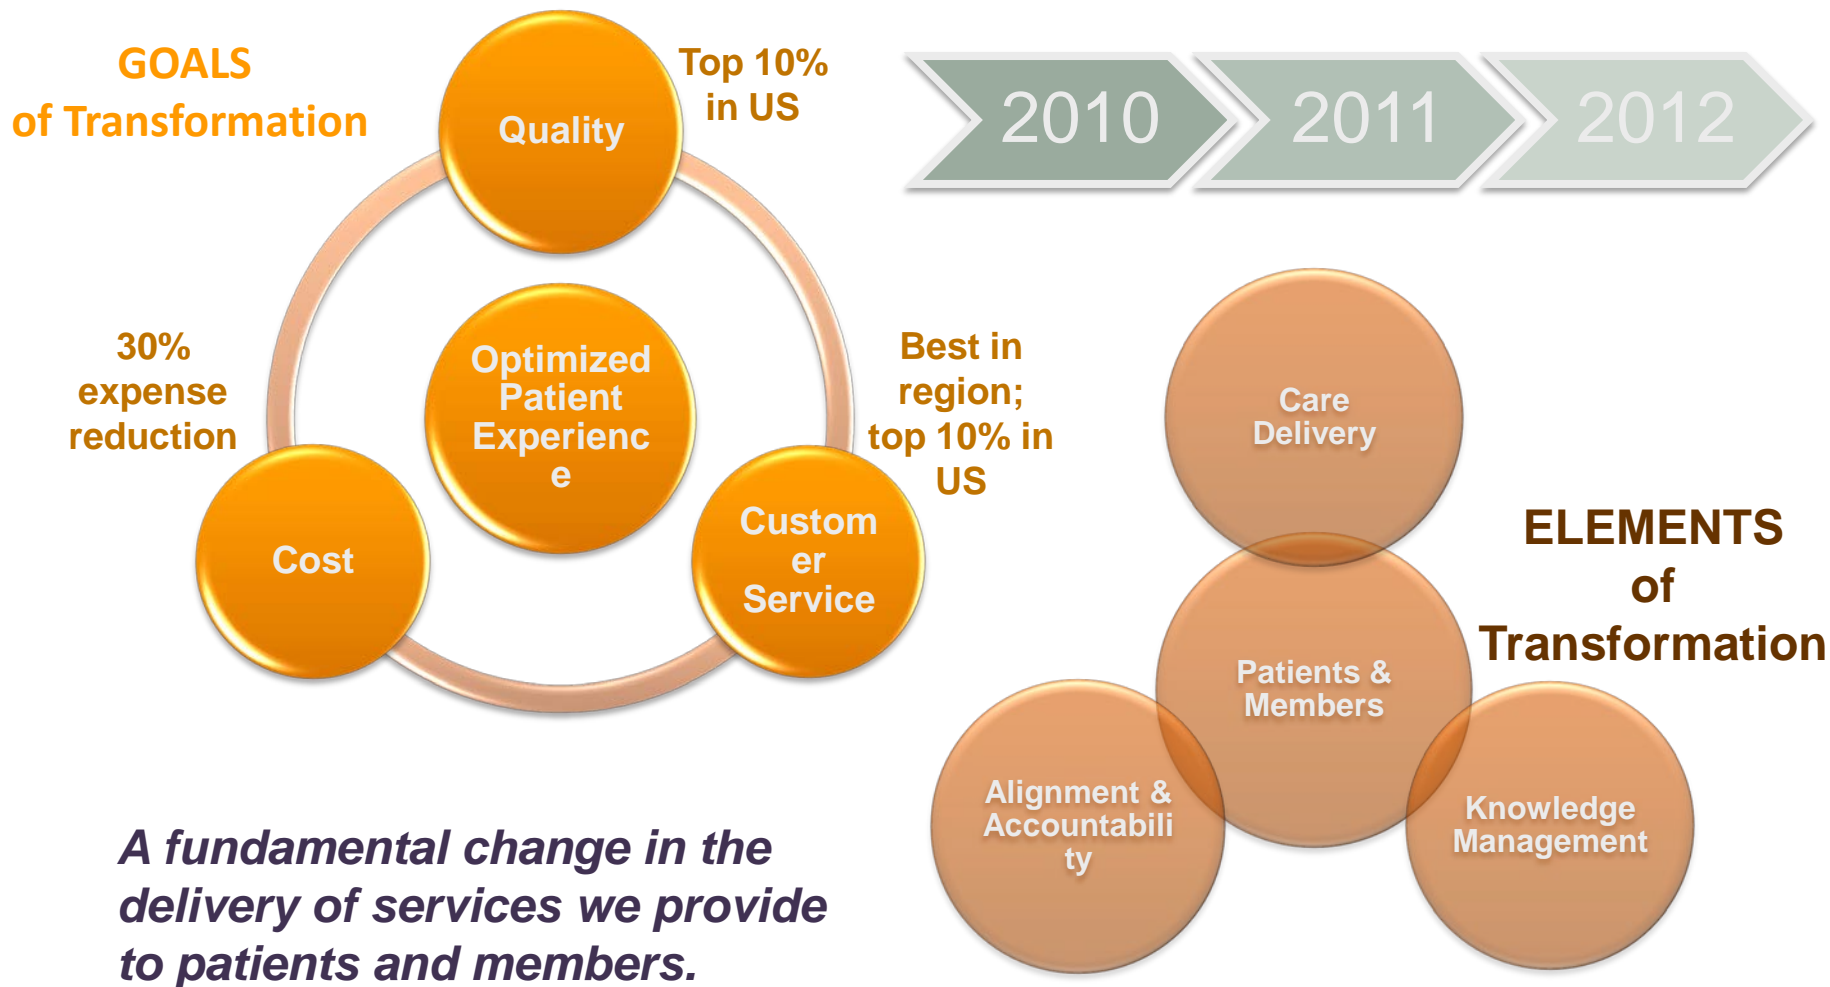 GOALS
of Transformation
Quality
Top 10%
in US
30%
expense
reduction
Optimized
Patient
Experienc
e
Best in
region;
top 10% in
US
Cost
Custom
er
Service
A fundamental change in the
delivery of services we provide
to patients and members.
2010
2011
2012
Care
Delivery
ELEMENTS
of
Transformation
Patients &
Members
Alignment &
Accountabili
ty
Knowledge
Management